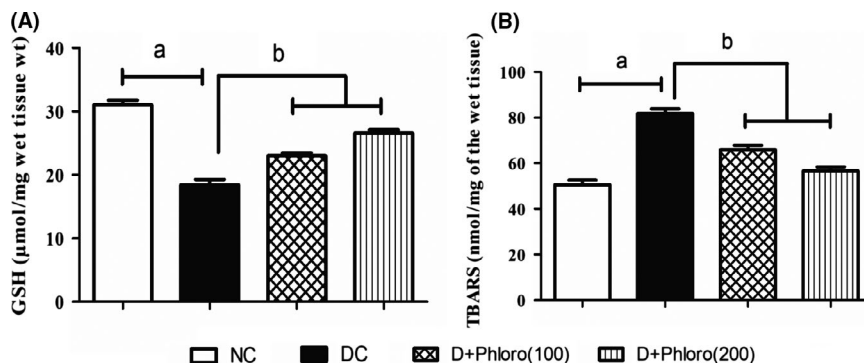 (A)
GSH (µmol/mg wet tissue wt)
40
30
20
10
0
a
b
(B)
TBARS (nmol/mg of the wet tissue)
100
80
60
40
20
0
a
b
NC DC D+Phloro(100) D+Phloro(200)